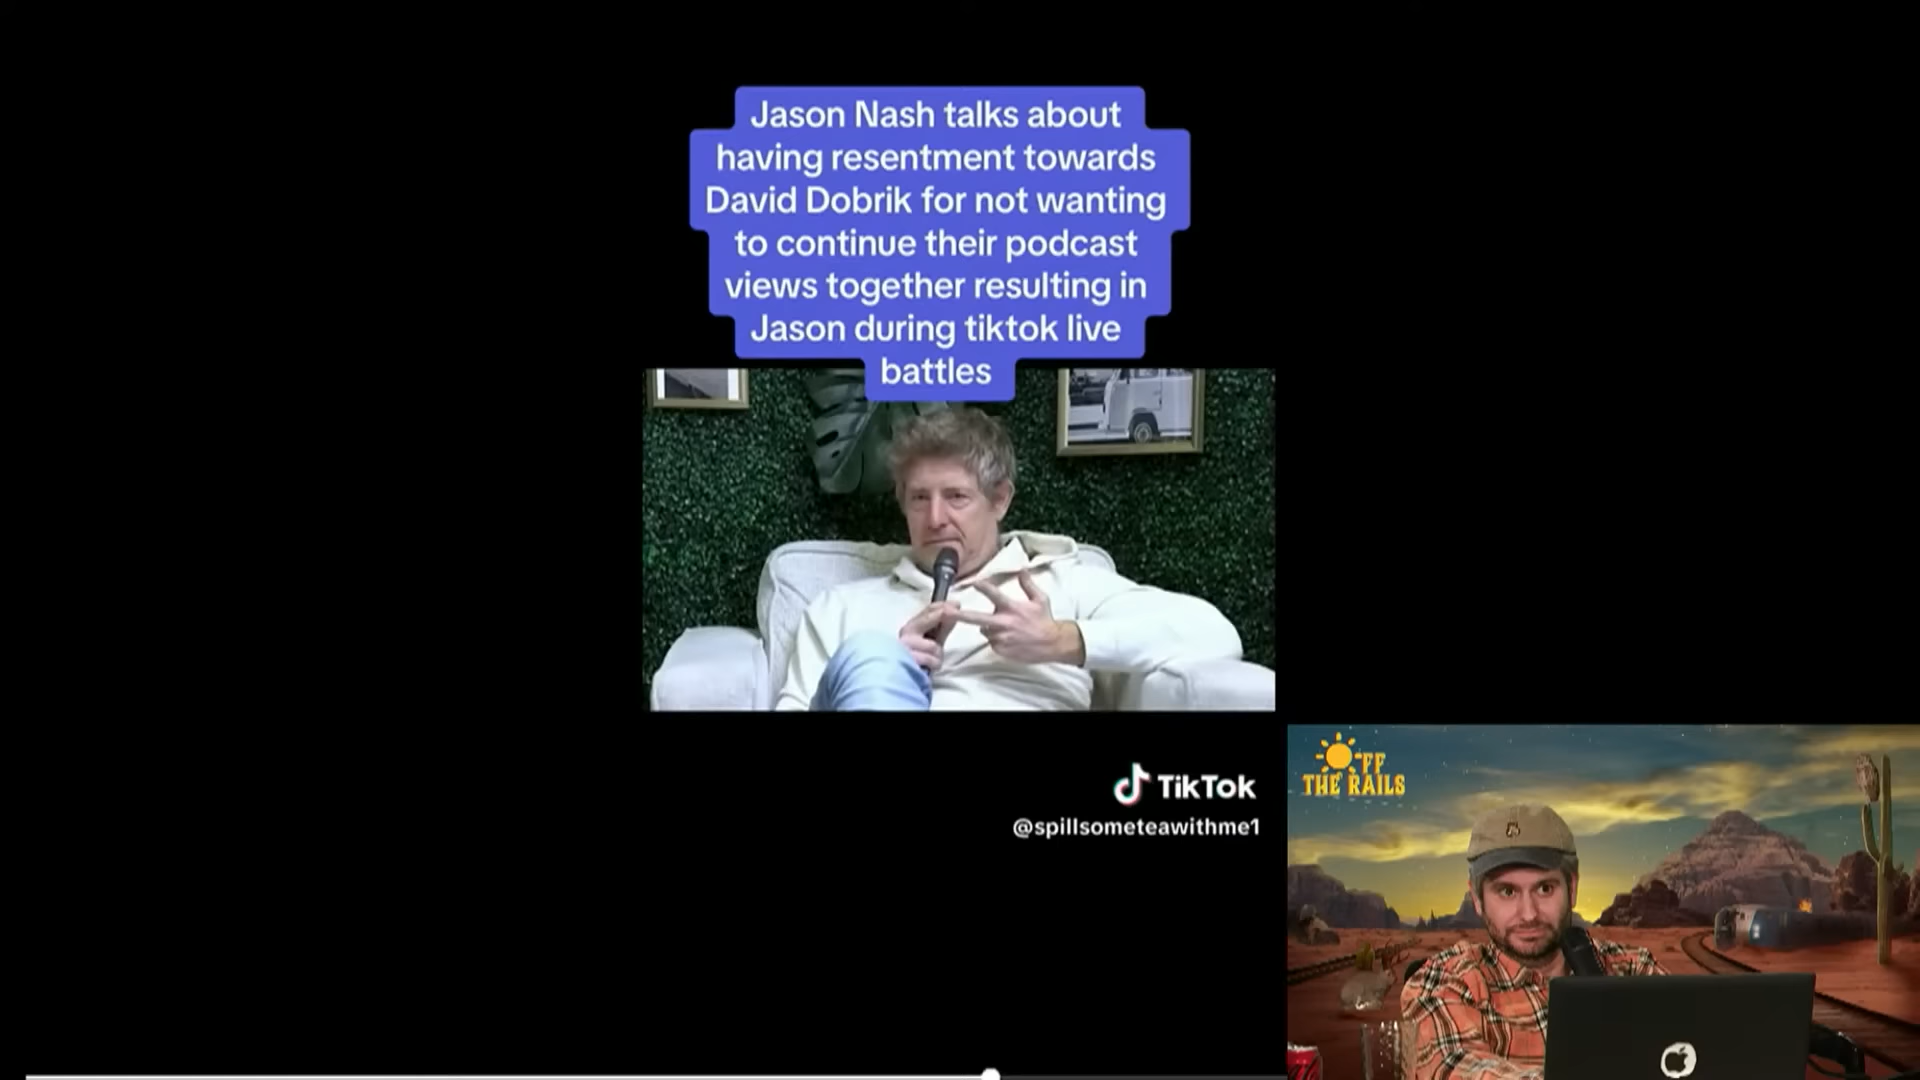 Jason Nash talks about
having resentment towards
David Dobrik for not wanting
to continue their podcast
views together resulting in
Jason during tiktok live
battles
TikTok
@spillsometeawithme1
OFF
THE RAILS